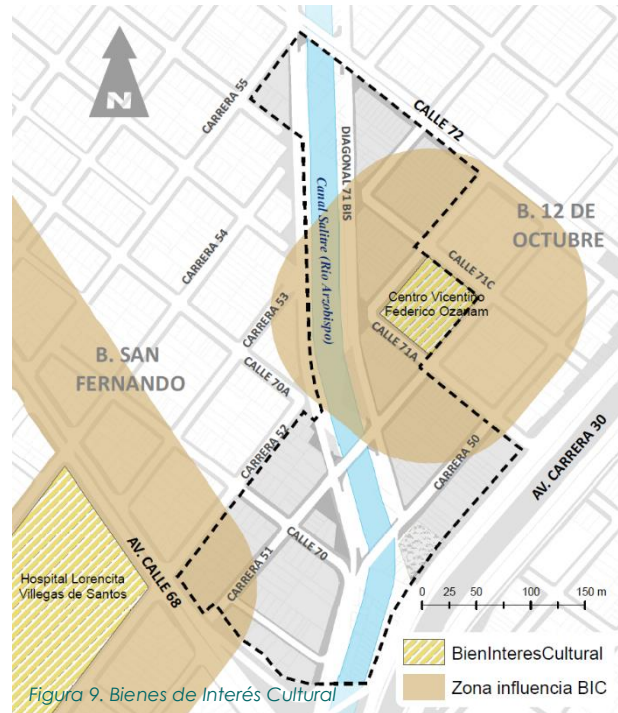 N
CARRERA 55
CALLE 72
DIAGONAL 71 BIS
Canal Salitre (Río Arzobispo)
B. 12 DE
OCTUBRE
CARRERA 54
CALLE 71C
Centro Vicentino
Federico Ozanam
CARRERA 53
CALLE 71A
B. SAN
FERNANDO
CALLE 70A
CARRERA 52
CARRERA 50
AV. CARRERA 30
CALLE 70
CARRERA 51
AV. CALLE 68
Hospital Lorencita
Villegas de Santos
0 25 50 100 150 m
BienInteresCultural
Zona influencia BIC
Figura 9. Bienes de Interés Cultural